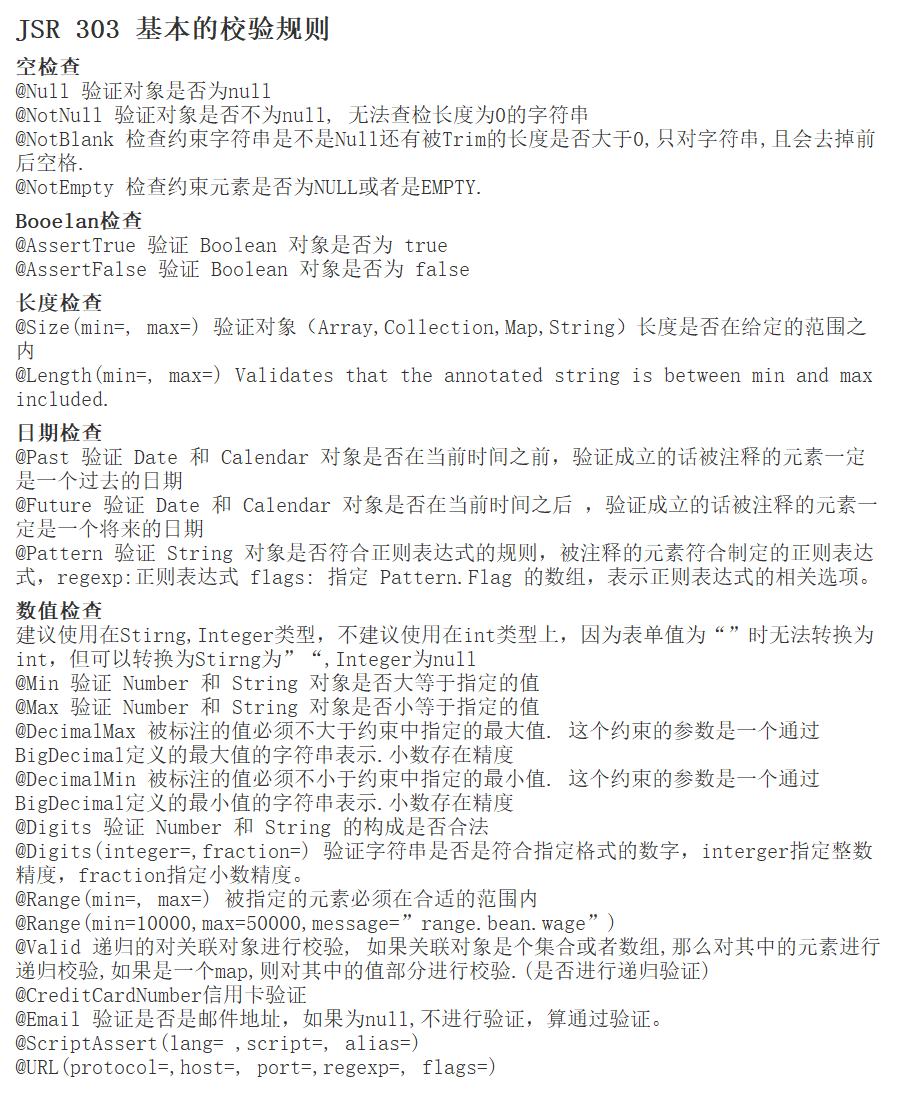 JSR 303 基本的校验规则
空检查
@Null 验证对象是否为null
@NotNull 验证对象是否不为null, 无法查检长度为0的字符串
@NotBlank 检查约束字符串是不是Null还有被Trim的长度是否大于0,只对字符串,且会去掉前
后空格.
@NotEmpty 检查约束元素是否为NULL或者是EMPTY.
Booelan检查
@AssertTrue 验证 Boolean 对象是否为 true
@AssertFalse 验证 Boolean 对象是否为 false
长度检查
@Size(min=, max=) 验证对象（Array,Collection,Map,String）长度是否在给定的范围之
内
@Length(min=, max=) Validates that the annotated string is between min and max
included.
日期检查
@Past 验证 Date 和 Calendar 对象是否在当前时间之前，验证成立的话被注释的元素一定
是一个过去的日期
@Future 验证 Date 和 Calendar 对象是否在当前时间之后 ，验证成立的话被注释的元素一
定是一个将来的日期
@Pattern 验证 String 对象是否符合正则表达式的规则，被注释的元素符合制定的正则表达
式，regexp:正则表达式 flags: 指定 Pattern.Flag 的数组，表示正则表达式的相关选项。
数值检查
建议使用在Stirng,Integer类型，不建议使用在int类型上，因为表单值为“”时无法转换为
int，但可以转换为Stirng为”“,Integer为null
@Min 验证 Number 和 String 对象是否大等于指定的值
@Max 验证 Number 和 String 对象是否小等于指定的值
@DecimalMax 被标注的值必须不大于约束中指定的最大值. 这个约束的参数是一个通过
BigDecimal定义的最大值的字符串表示.小数存在精度
@DecimalMin 被标注的值必须不小于约束中指定的最小值. 这个约束的参数是一个通过
BigDecimal定义的最小值的字符串表示.小数存在精度
@Digits 验证 Number 和 String 的构成是否合法
@Digits(integer=,fraction=) 验证字符串是否是符合指定格式的数字，interger指定整数
精度，fraction指定小数精度。
@Range(min=, max=) 被指定的元素必须在合适的范围内
@Range(min=10000,max=50000,message=”range.bean.wage”)
@Valid 递归的对关联对象进行校验, 如果关联对象是个集合或者数组,那么对其中的元素进行
递归校验,如果是一个map,则对其中的值部分进行校验.(是否进行递归验证)
@CreditCardNumber信用卡验证
@Email 验证是否是邮件地址，如果为null,不进行验证，算通过验证。
@ScriptAssert(lang= ,script=, alias=)
@URL(protocol=,host=, port=,regexp=, flags=)